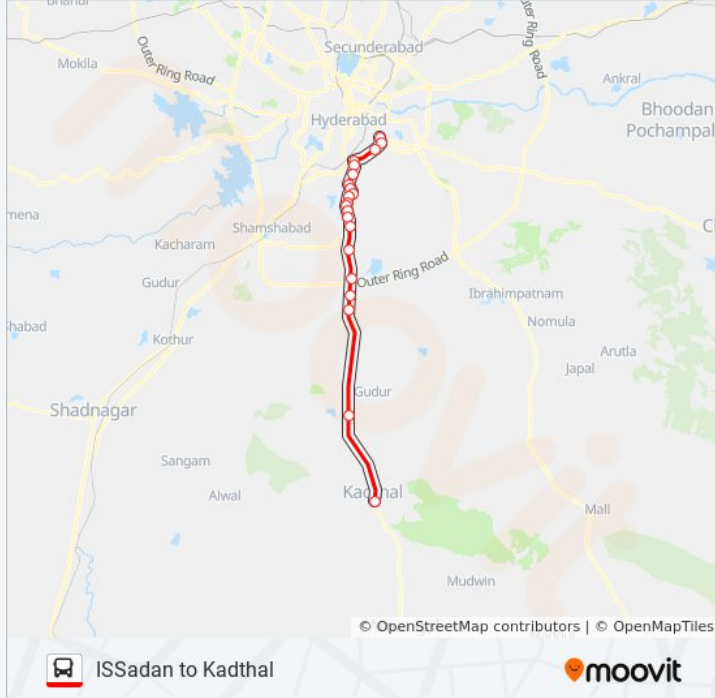 Bhanur
Secunderabad
Outer Ring Road
Outer Ring Road
Mokila
Ankral
Hyderabad
Bhoodan
Pochampal
mena
Shamshabad
Kacharam
Outer Ring Road
Gudur
Ibrahimpatnam
habad
Nomula
Kothur
Arutla
Japal
Gudur
Shadnagar
Sangam
Alwal
Kadthal
Mall
Mudwin
© OpenStreetMap contributors | © OpenMapTiles
ISSadan to Kadthal
moovit